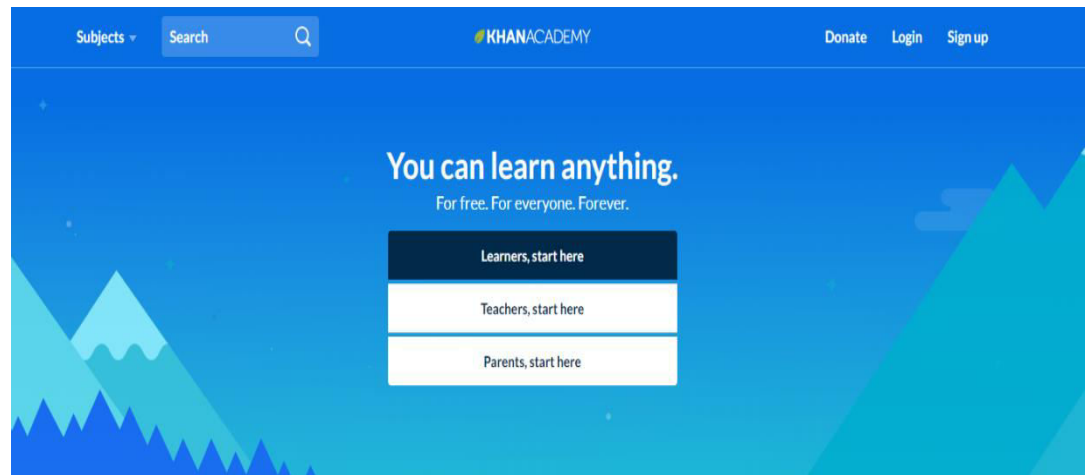 Subjects Search KHANACADEMY Donate Login Sign up
You can learn anything.
For free. For everyone. Forever.
Learners, start here
Teachers, start here
Parents, start here